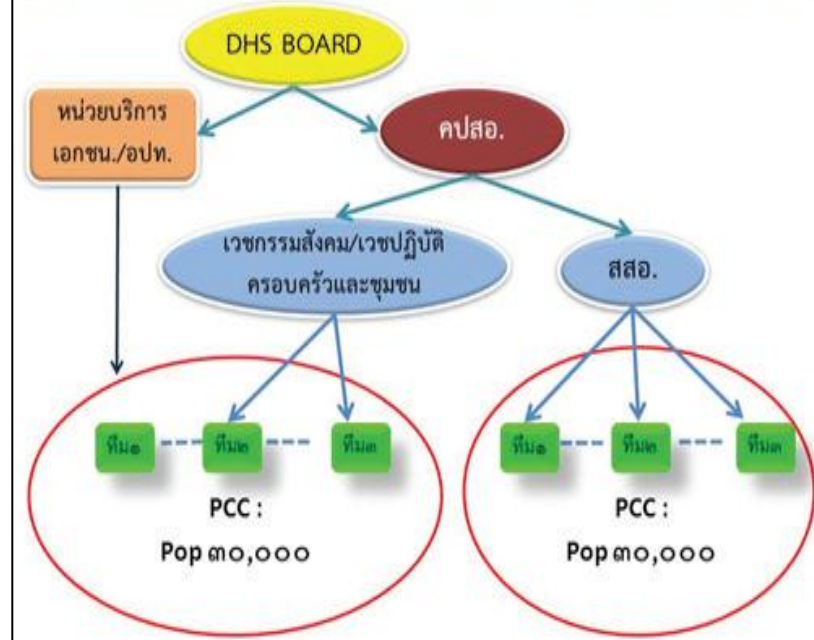 DHS BOARD
หน่วยบริการ
เอกชน./อปท.
คปสอ.
เวชกรรมสังคม/เวชปฏิบัติ
ครอบครัวและชุมชน
สสอ.
ทีม๑
ทีม๒
ทีม๓
PCC :
Pop ๓๐,๐๐๐
ทีม๑
ทีม๒
ทีม๓
PCC :
Pop ๓๐,๐๐๐